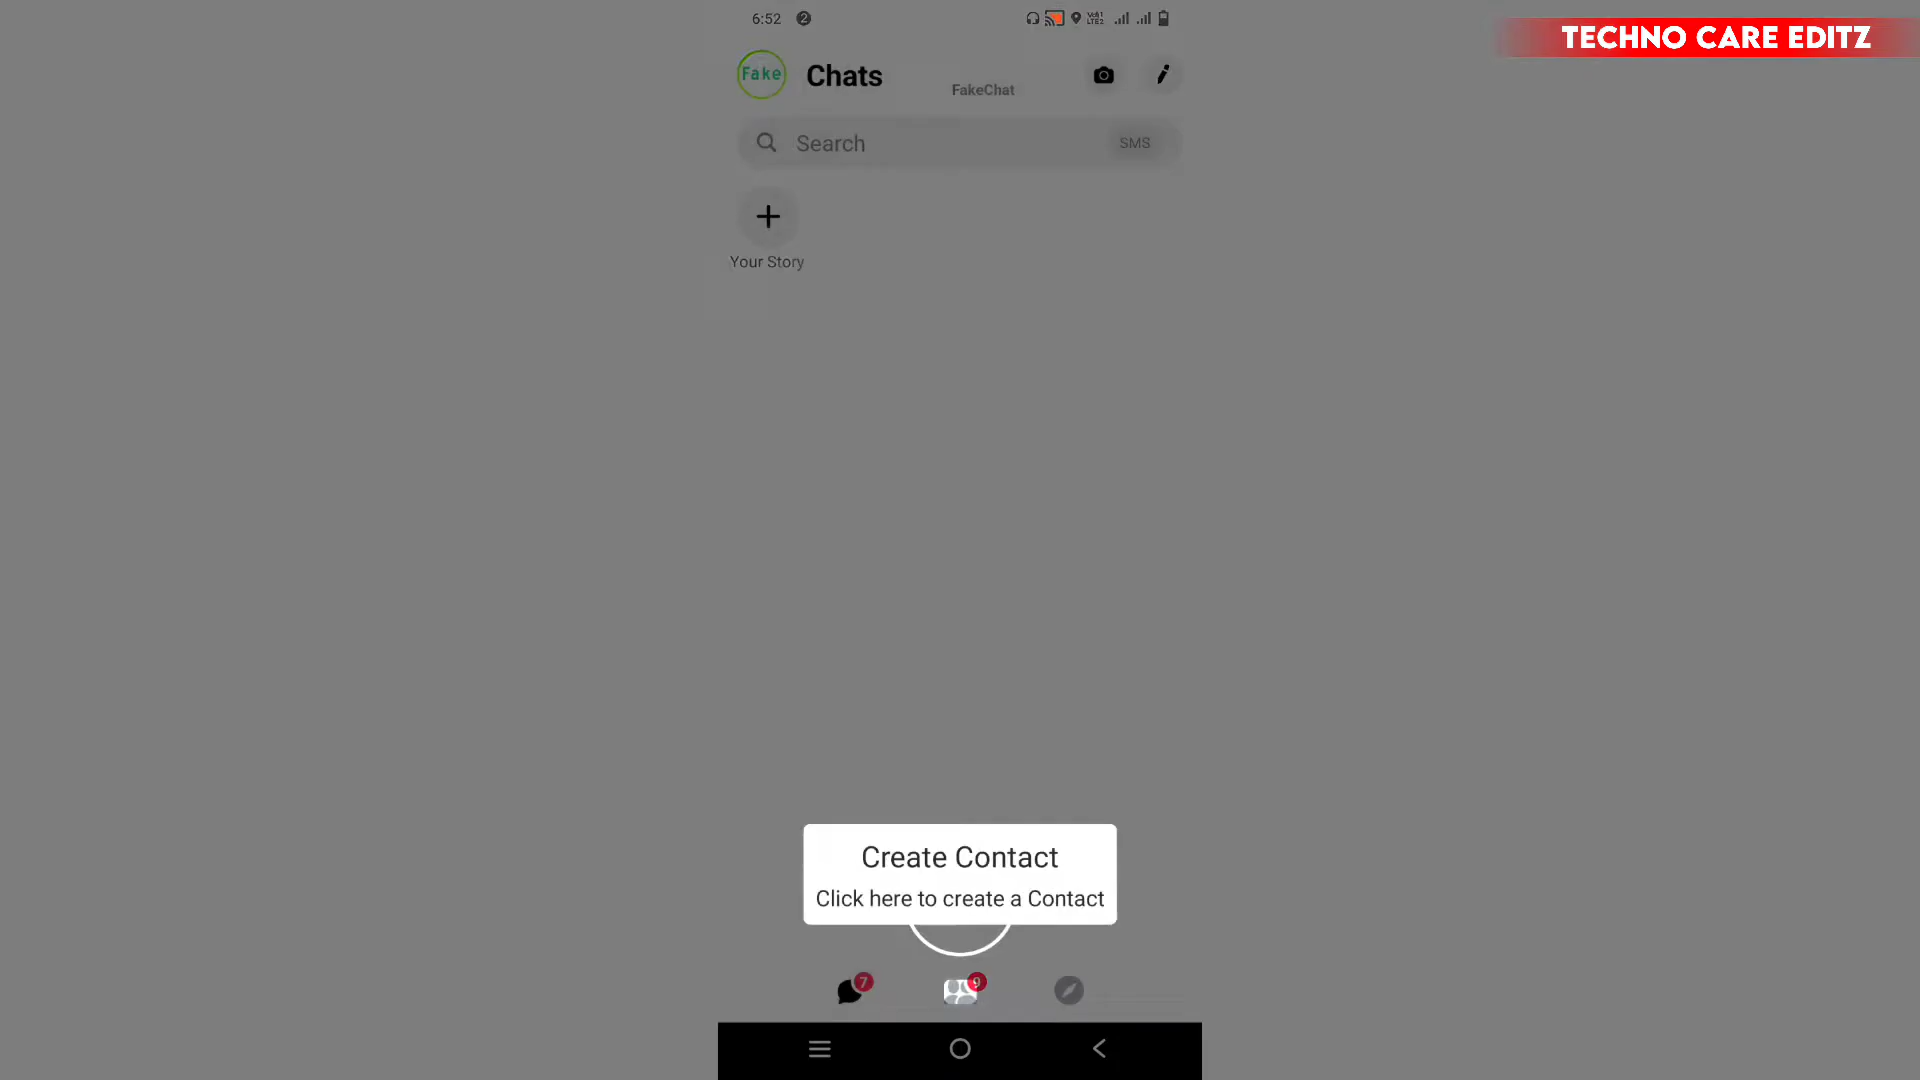 6:52 2
TECHNO CARE EDITZ
Fake Chats
FakeChat
Search SMS
Your Story
Create Contact
Click here to create a Contact
7 9